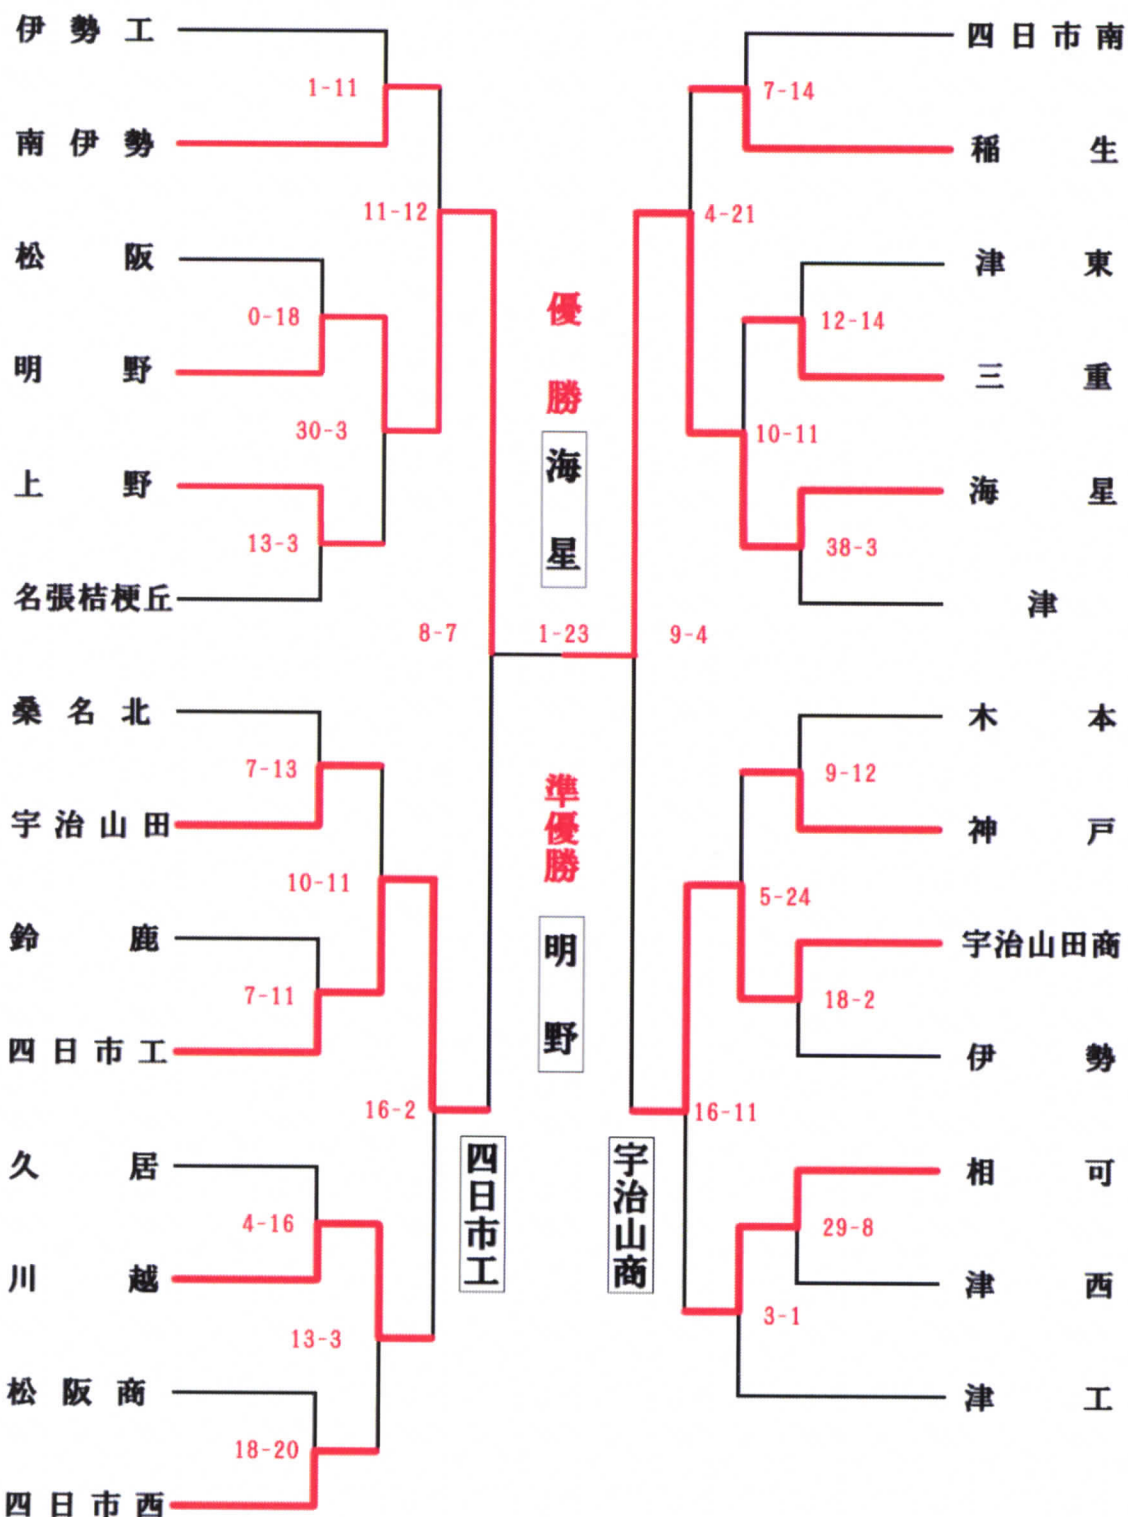 伊勢工
1-11
南伊勢
11-12
松阪
0-18
明野
30-3
上野
13-3
名張桔梗丘
8-7
桑名北
7-13
宇治山田
10-11
鈴鹿
7-11
四日市工
16-2
久居
4-16
川越
13-3
松阪商
18-20
四日市西
優勝
海星
1-23
準優勝
明野
四日市工
宇治山商
四日市南
7-14
稲生
4-21
津東
12-14
三重
10-11
海星
38-3
津
9-4
木本
9-12
神戸
5-24
宇治山田商
18-2
伊勢
16-11
相可
29-8
津西
3-1
津工